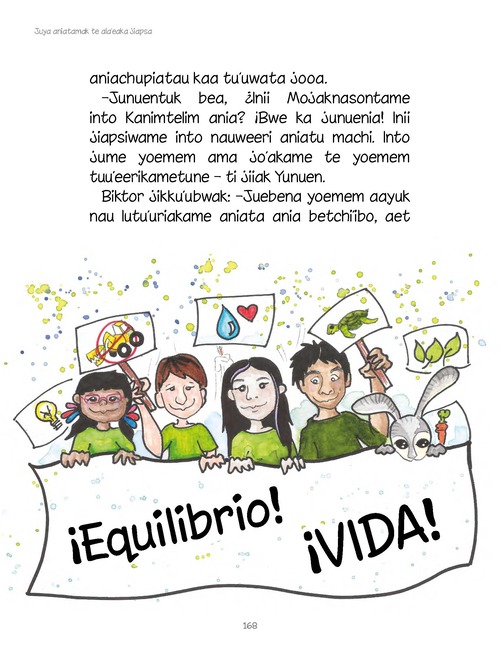 Juya aniatamak te ala'eaka Jiapsa
aniachupiatau kaa tu'uwata jooa.
–Junuentuk bea, ¿Inii Mojaknasontame
into Kanimtelim ania? ¡Bwe ka junuenia! Inii
jiapsiwame into nauweeri aniatu machi. Into
jume yoemem ama jo'akame te yoemem
tuu'eerikametune – ti jiiak Yunuen.
Biktor jikku'ubwak: –Juebena yoemem aayuk
nau lutu'uriakame aniata ania betchi'ibo, aet
¡Equilibrio!
¡VIDA!
168